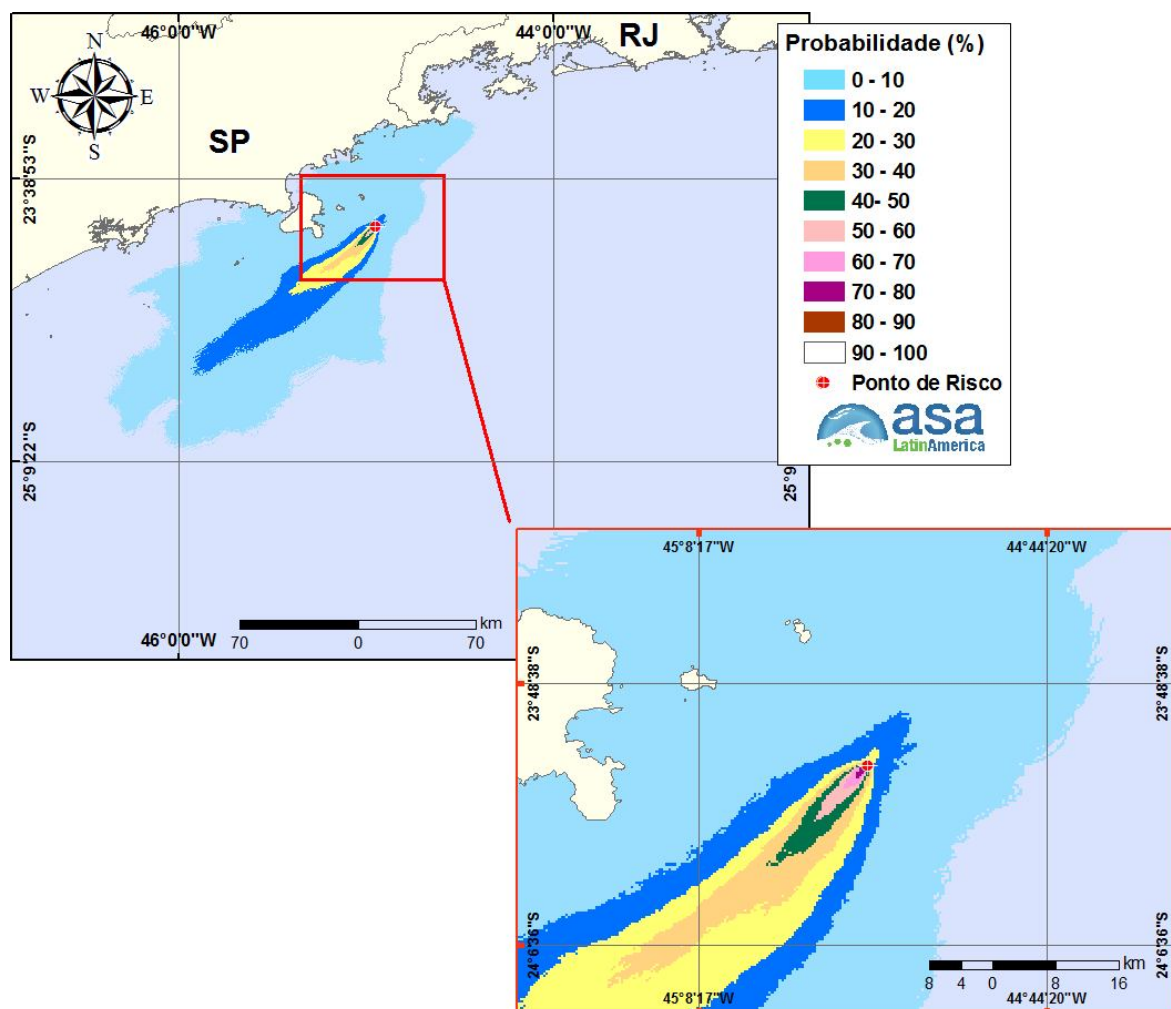 46°0'0"W
44°0'0"W
RJ
N
W
E
S
SP
23°38'53"S
23°38'53"S
25°9'22"S
25°9
46°0'0"W
70
0
70
km
Probabilidade (%)
0 - 10
10 - 20
20 - 30
30 - 40
40- 50
50 - 60
60 - 70
70 - 80
80 - 90
90 - 100
Ponto de Risco
asa
LatinAmerica
45°8'17"W
44°44'20"W
23°48'38"S
23°48'38"S
24°6'36"S
24°6'36"S
8
4
0
8
16
km
45°8'17"W
44°44'20"W